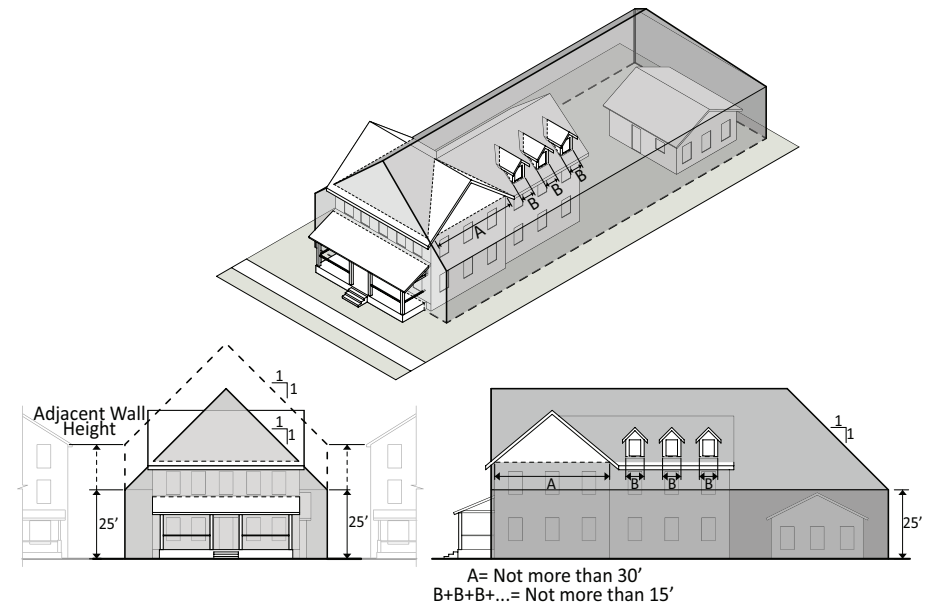 A
B
B
B
1
1
Adjacent Wall
Height
1
1
25′
25′
1
1
A
B
B
B
25′
A= Not more than 30′
B+B+B+...= Not more than 15′